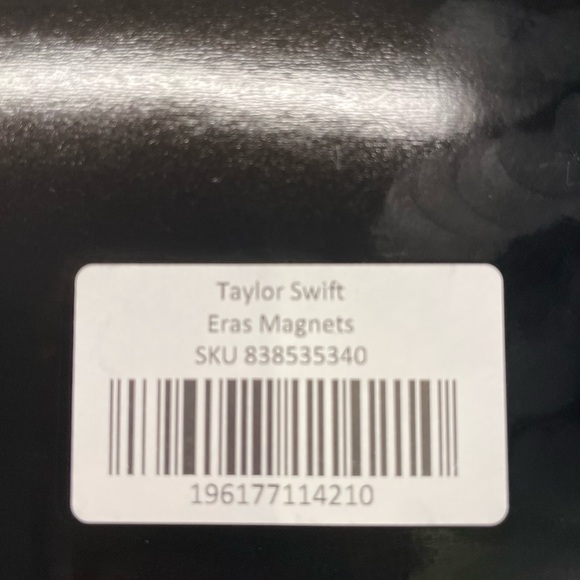 Taylor Swift
Eras Magnets
SKU 838535340
196177114210